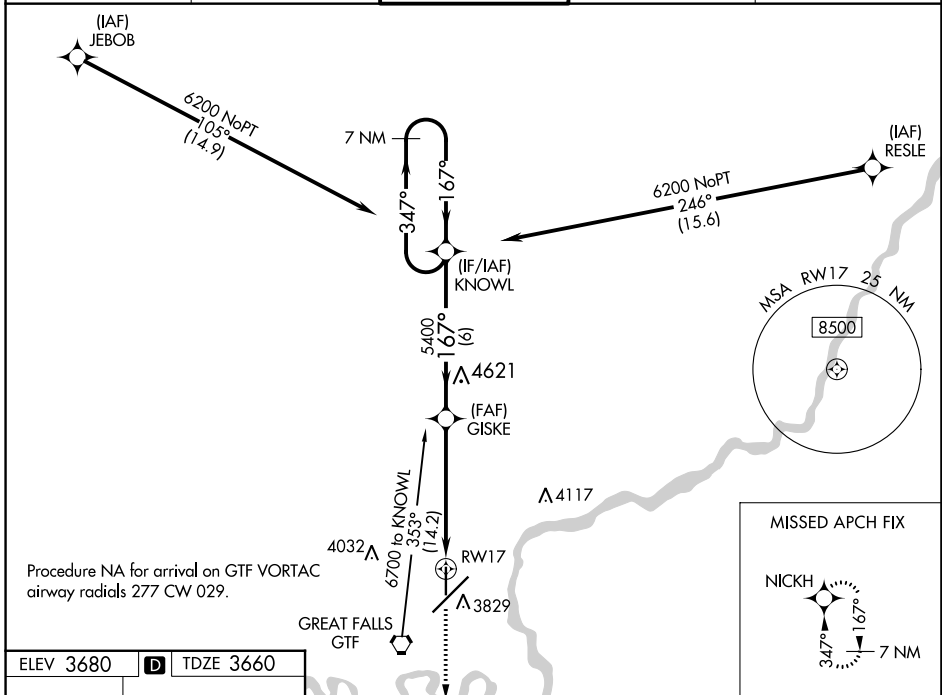 (IAF)
JEBOB
6200 NoPT
105°
(14.9)
7 NM
347°
167°
(IAF)
RESLE
6200 NoPT
246°
(15.6)
(IF/IAF)
KNOWL
MSA RW17 25 NM
8500
5400
167°
(6)
4621
(FAF)
GISKE
4117
6700 to KNOWL
353°
(14.2)
4032
RW17
3829
Procedure NA for arrival on GTF VORTAC
airway radials 277 CW 029.
GREAT FALLS
GTF
MISSED APCH FIX
NICKH
167°
347°
7 NM
ELEV 3680 D TDZE 3660